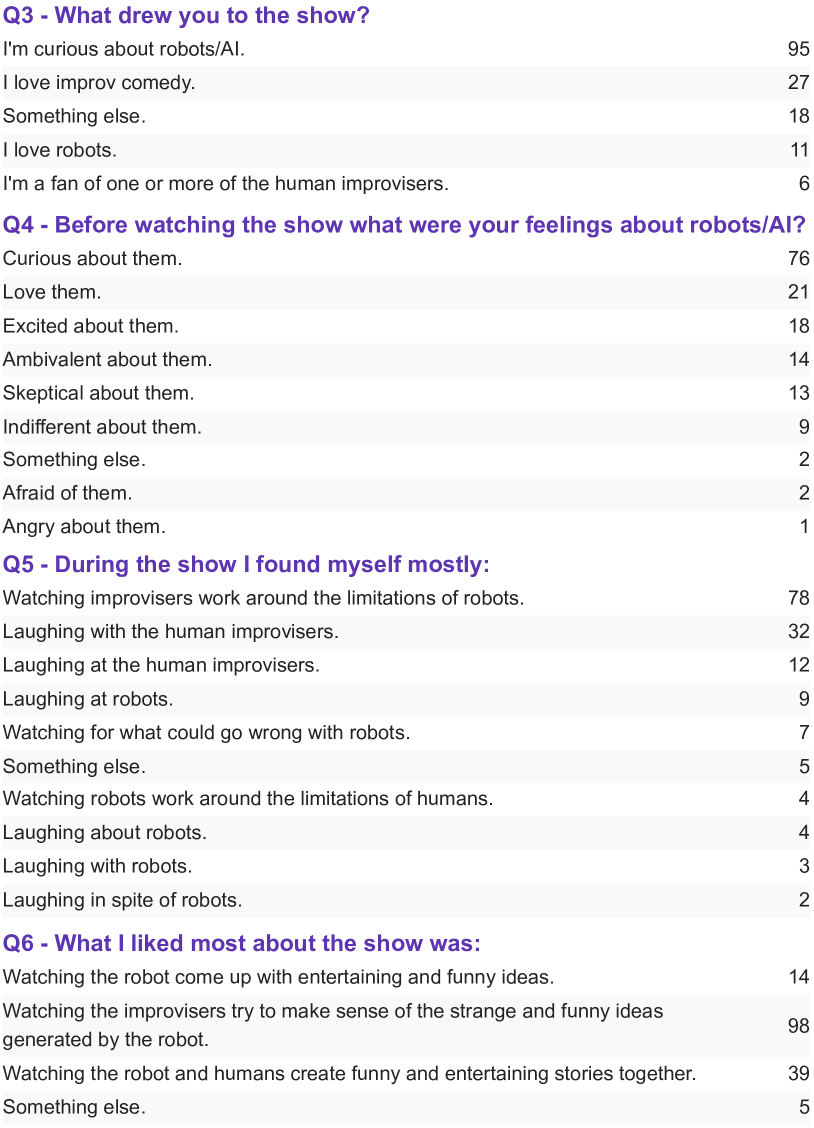 Q3 - What drew you to the show?
I'm curious about robots/AI. 95
I love improv comedy. 27
Something else. 18
I love robots. 11
I'm a fan of one or more of the human improvisers. 6
Q4 - Before watching the show what were your feelings about robots/AI?
Curious about them. 76
Love them. 21
Excited about them. 18
Ambivalent about them. 14
Skeptical about them. 13
Indifferent about them. 9
Something else. 2
Afraid of them. 2
Angry about them. 1
Q5 - During the show I found myself mostly:
Watching improvisers work around the limitations of robots. 78
Laughing with the human improvisers. 32
Laughing at the human improvisers. 12
Laughing at robots. 9
Watching for what could go wrong with robots. 7
Something else. 5
Watching robots work around the limitations of humans. 4
Laughing about robots. 4
Laughing with robots. 3
Laughing in spite of robots. 2
Q6 - What I liked most about the show was:
Watching the robot come up with entertaining and funny ideas. 14
Watching the improvisers try to make sense of the strange and funny ideas
generated by the robot. 98
Watching the robot and humans create funny and entertaining stories together. 39
Something else. 5